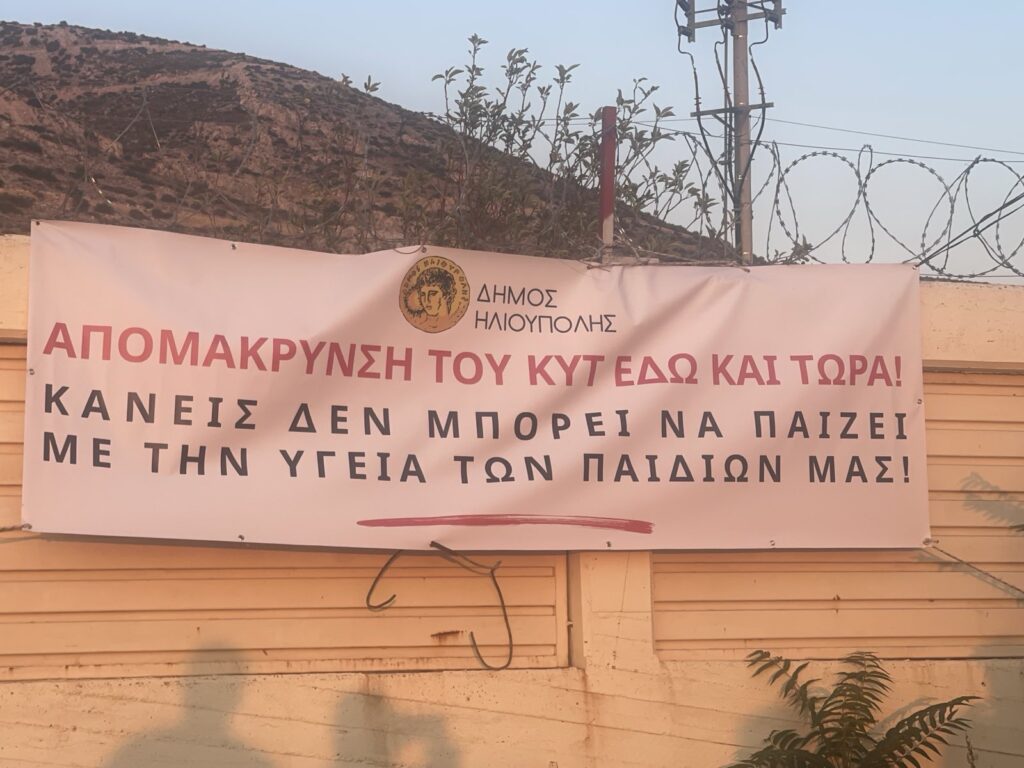 ΔΗΜΟΣ
ΗΛΙΟΥΠΟΛΗΣ
ΑΠΟΜΑΚΡΥΝΣΗ ΤΟΥ ΚΥΤ ΕΔΩ ΚΑΙ ΤΩΡΑ!
ΚΑΝΕΙΣ ΔΕΝ ΜΠΟΡΕΙ ΝΑ ΠΑΙΖΕΙ
ΜΕ ΤΗΝ ΥΓΕΙΑ ΤΩΝ ΠΑΙΔΙΩΝ ΜΑΣ!